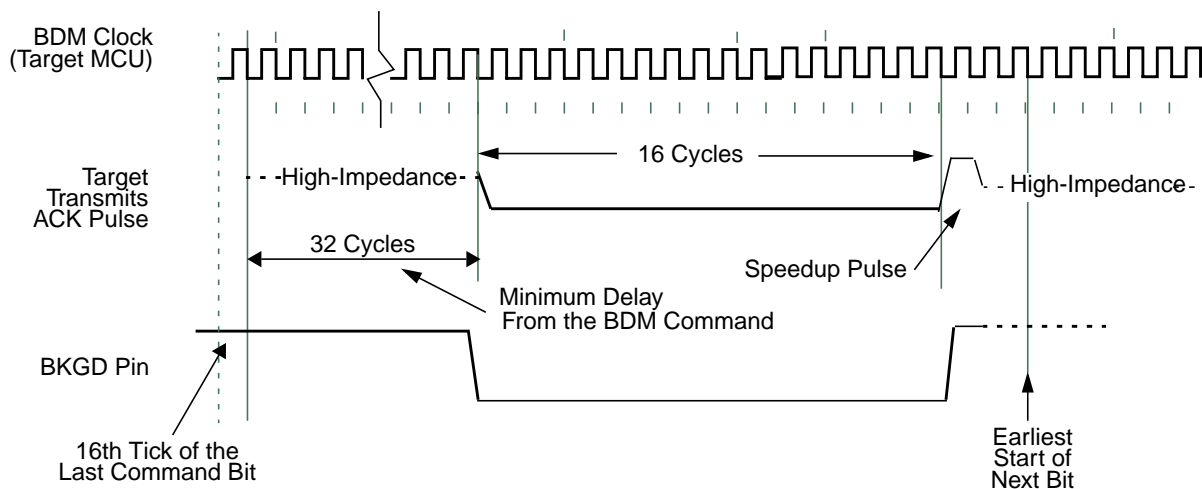 BDM Clock
(Target MCU)
16 Cycles
Target
Transmits
ACK Pulse
High-Impedance
High-Impedance
32 Cycles
Speedup Pulse
Minimum Delay
From the BDM Command
BKGD Pin
16th Tick of the
Last Command Bit
Earliest
Start of
Next Bit